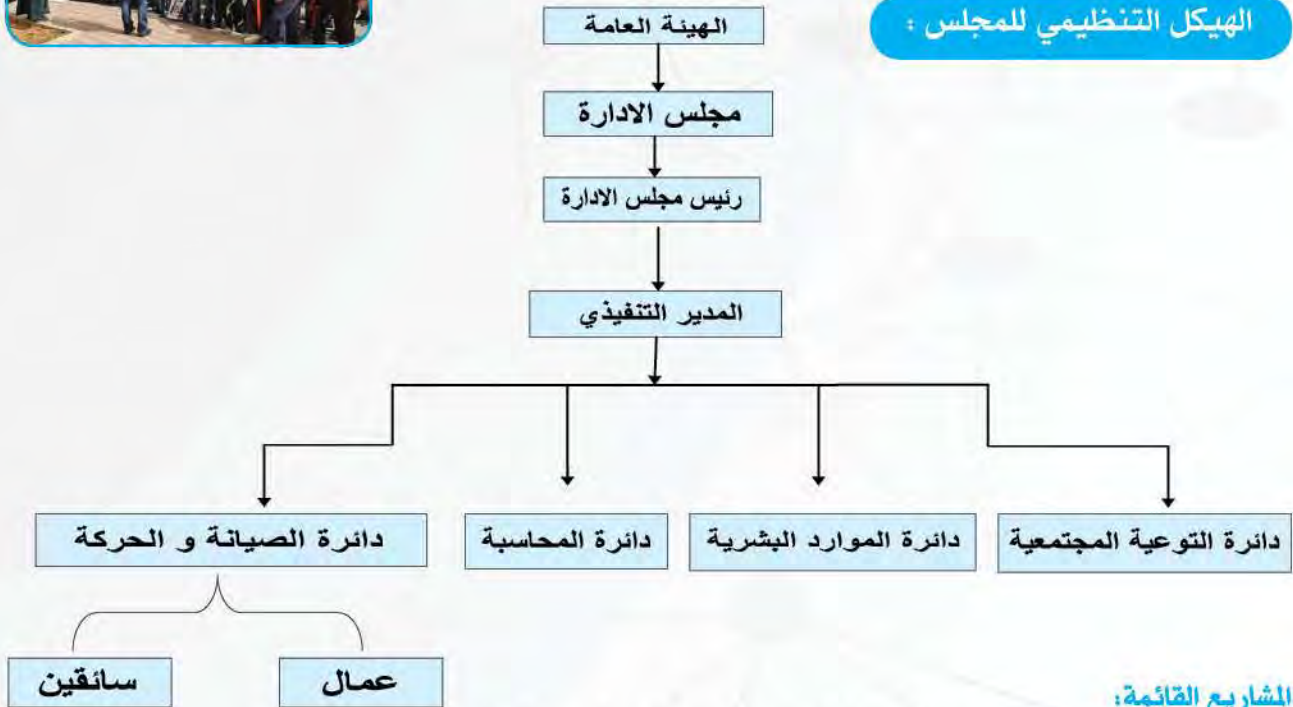 الهيكل التنظيمي للمجلس :
الهيئة العامة
مجلس الادارة
رئيس مجلس الادارة
المدير التنفيذي
دائرة التوعية المجتمعية
دائرة الموارد البشرية
دائرة المحاسبة
دائرة الصيانة و الحركة
عمال
سائقين
المشاريع القائمة: